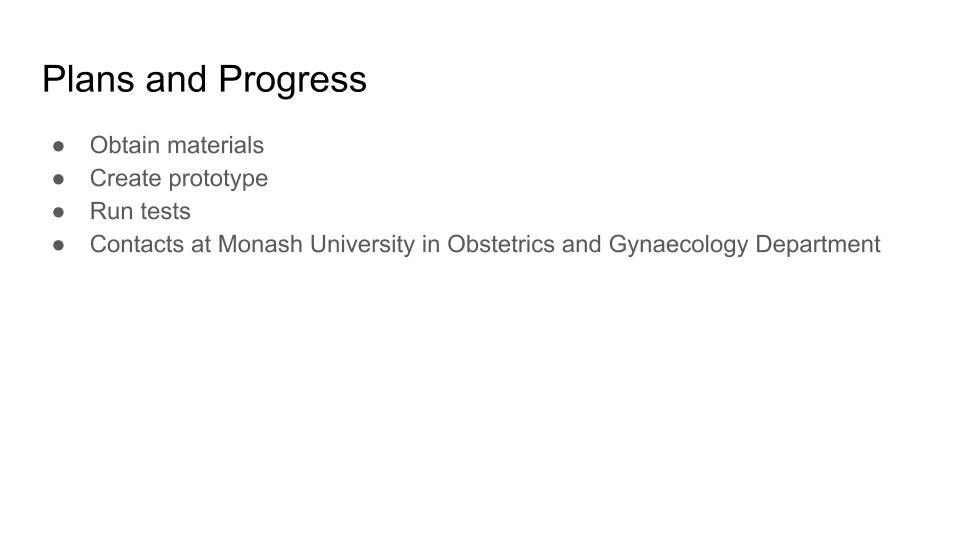 Plans and Progress
● Obtain materials
● Create prototype
● Run tests
● Contacts at Monash University in Obstetrics and Gynaecology Department